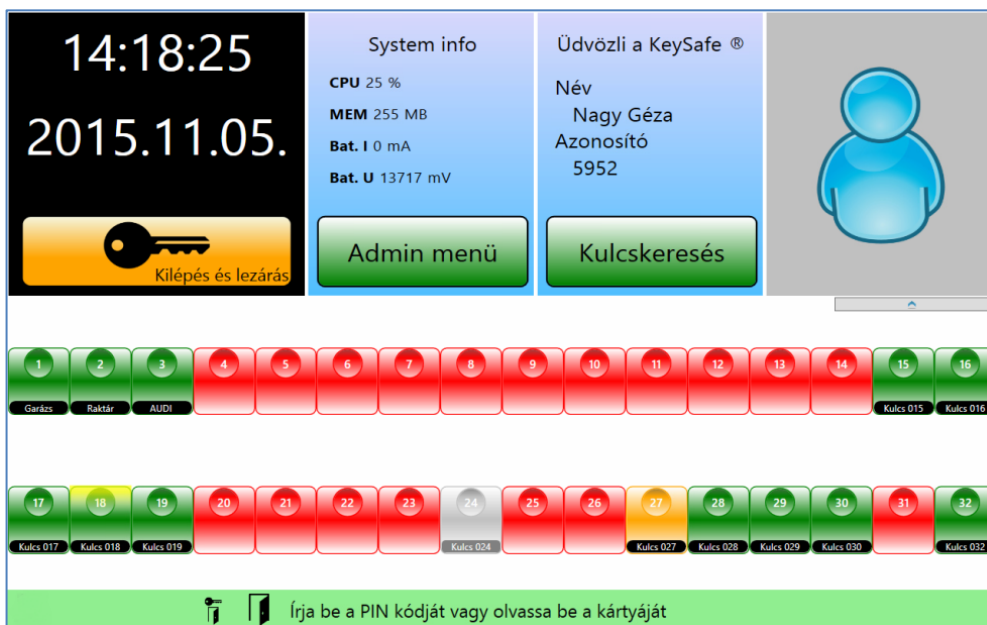 14:18:25
2015.11.05.
Kilépés és lezárás
System info
CPU 25 %
MEM 255 MB
Bat. I 0 mA
Bat. U 13717 mV
Admin menü
Üdvözli a KeySafe ®
Név
Nagy Géza
Azonosító
5952
Kulcskeresés
1 2 3 4 5 6 7 8 9 10 11 12 13 14 15 16
Garázs Raktár AUDI Kulcs 015 Kulcs 016
17 18 19 20 21 22 23 24 25 26 27 28 29 30 31 32
Kulcs 017 Kulcs 018 Kulcs 019 Kulcs 024 Kulcs 027 Kulcs 028 Kulcs 029 Kulcs 030 Kulcs 032
Írja be a PIN kódját vagy olvassa be a kártyáját